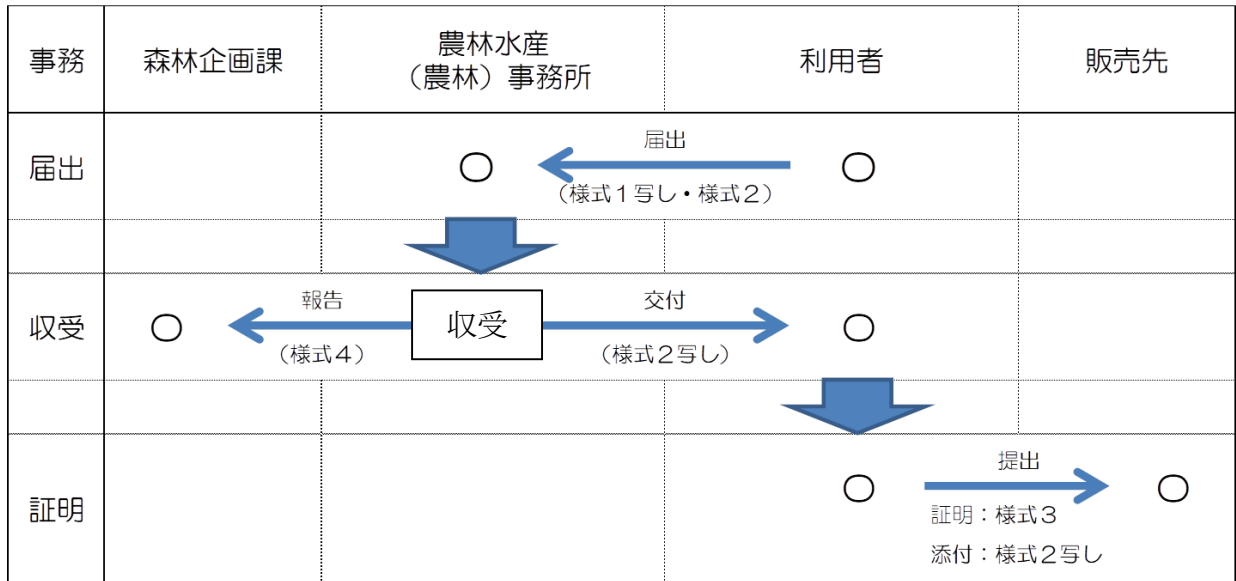 事務
森林企画課
農林水産
（農林）事務所
利用者
販売先
届出
○
届出
（様式１写し・様式２）
○
収受
○
報告
（様式４）
収受
交付
（様式２写し）
○
証明
○
提出
証明：様式３
添付：様式２写し
○